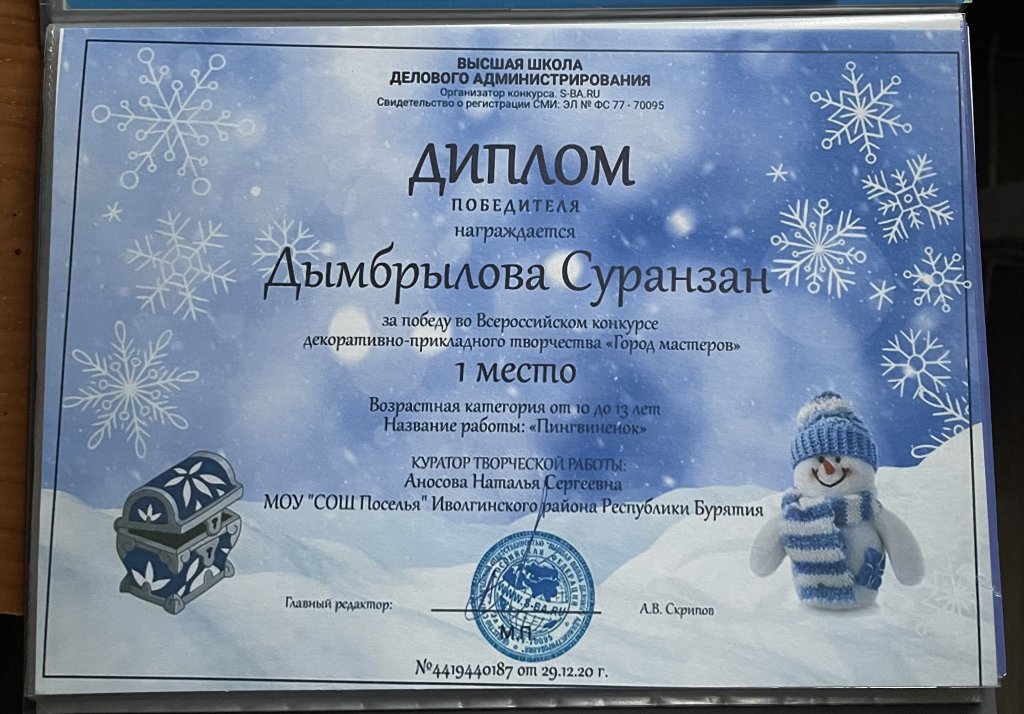 ВЫСШАЯ ШКОЛА
ДЕЛОВОГО АДМИНИСТРИРОВАНИЯ
Организатор конкурса. S-BA.RU
Свидетельство о регистрации СМИ: ЭЛ № ФС 77 - 70095
ДИПЛОМ
ПОБЕДИТЕЛЯ
награждается
Дымбрылова Суранзан
за победу во Всероссийском конкурсе
декоративно-прикладного творчества «Город мастеров»
1 место
Возрастная категория от 10 до 13 лет
Название работы: «Пингвиненок»
КУРАТОР ТВОРЧЕСКОЙ РАБОТЫ:
Аносова Наталья Сергеевна
МОУ "СОШ Поселья" Иволгинского района Республики Бурятия
WWW.S-BA.RU
Главный редактор:
А.В. Скрипов
М.П.
№4419440187 от 29.12.20 г.